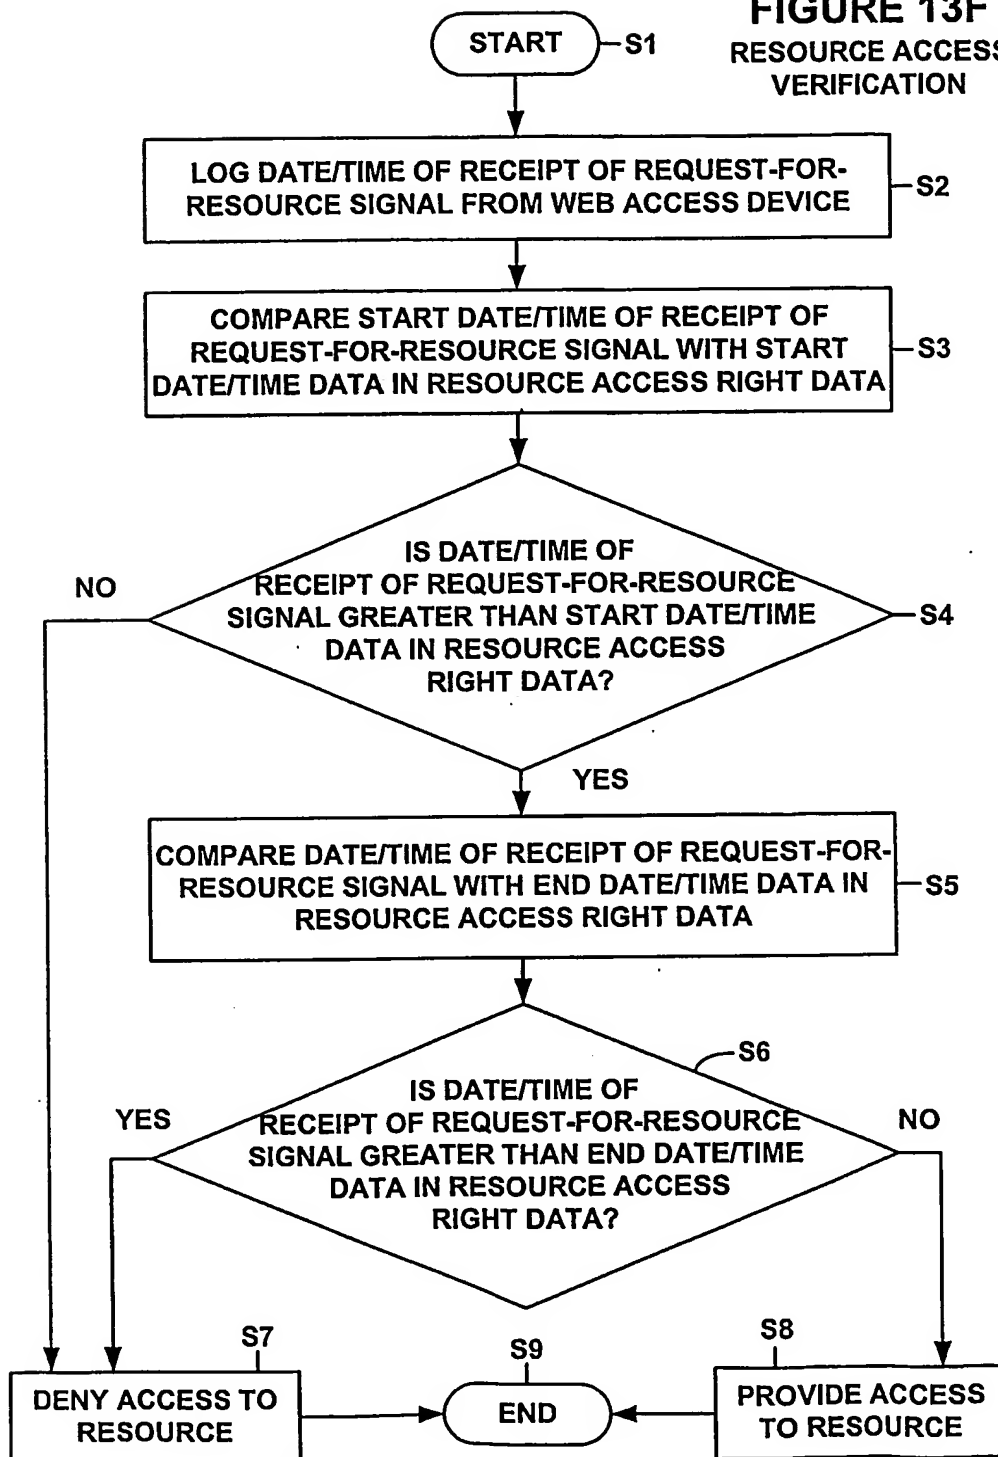 FIGURE 13F
RESOURCE ACCESS
VERIFICATION
START
S1
LOG DATE/TIME OF RECEIPT OF REQUEST-FOR-
RESOURCE SIGNAL FROM WEB ACCESS DEVICE
S2
COMPARE START DATE/TIME OF RECEIPT OF
REQUEST-FOR-RESOURCE SIGNAL WITH START
DATE/TIME DATA IN RESOURCE ACCESS RIGHT DATA
S3
IS DATE/TIME OF
RECEIPT OF REQUEST-FOR-RESOURCE
SIGNAL GREATER THAN START DATE/TIME
DATA IN RESOURCE ACCESS
RIGHT DATA?
NO
S4
YES
COMPARE DATE/TIME OF RECEIPT OF REQUEST-FOR-
RESOURCE SIGNAL WITH END DATE/TIME DATA IN
RESOURCE ACCESS RIGHT DATA
S5
S6
IS DATE/TIME OF
RECEIPT OF REQUEST-FOR-RESOURCE
SIGNAL GREATER THAN END DATE/TIME
DATA IN RESOURCE ACCESS
RIGHT DATA?
YES
NO
S7
DENY ACCESS TO
RESOURCE
S9
END
S8
PROVIDE ACCESS
TO RESOURCE